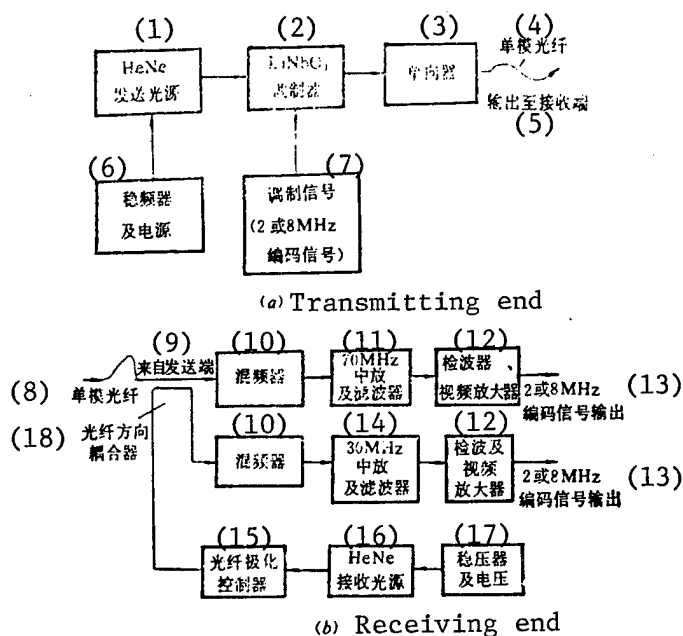 (1)
(2)
(3)
(4)
HeNe
发送光源
LiNbO₃
调制器
单向器
单模光纤
输出至接收端
(5)
(6)
(7)
稳频器
及电源
调制信号
(2或8MHz
编码信号)
(a) Transmitting end
(8)
(9)
来自发送端
单模光纤
(10)
混频器
(11)
70MHz
中放
及滤波器
(12)
检波器、
视频放大器
2或8MHz
编码信号输出
(13)
(18)
光纤方向
耦合器
(10)
混频器
(14)
30MHz
中放
及滤波器
(12)
检波及
视频
放大器
2或8MHz
编码信号输出
(13)
(15)
光纤极化
控制器
(16)
HeNe
接收光源
(17)
稳压器
及电压
(b) Receiving end